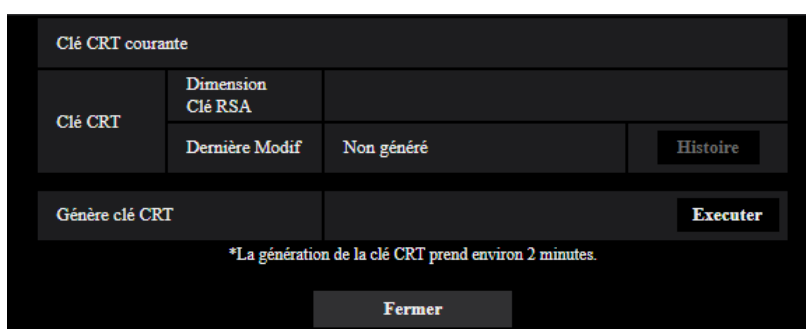 Clé CRT courante
Clé CRT
Dimension
Clé RSA
Dernière Modif Non généré Histoire
Génère clé CRT Executer
*La génération de la clé CRT prend environ 2 minutes.
Fermer